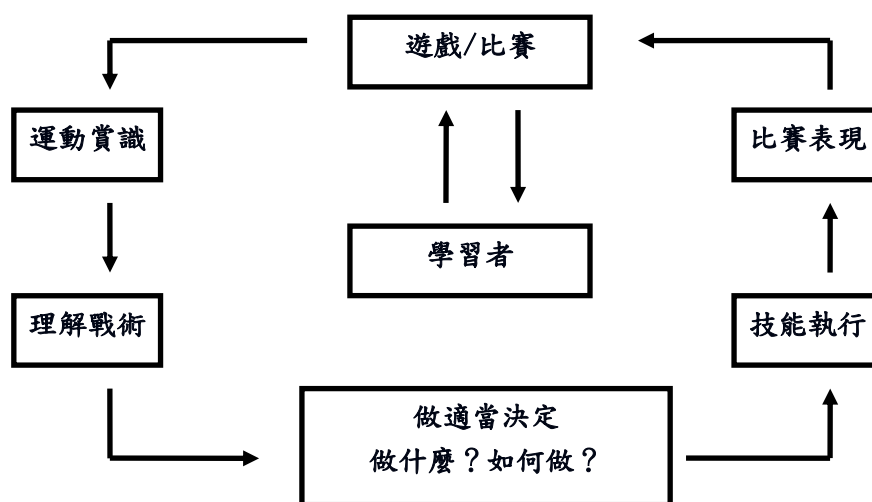 遊戲/比賽
運動賞識
比賽表現
學習者
理解戰術
技能執行
做適當決定
做什麼？如何做？